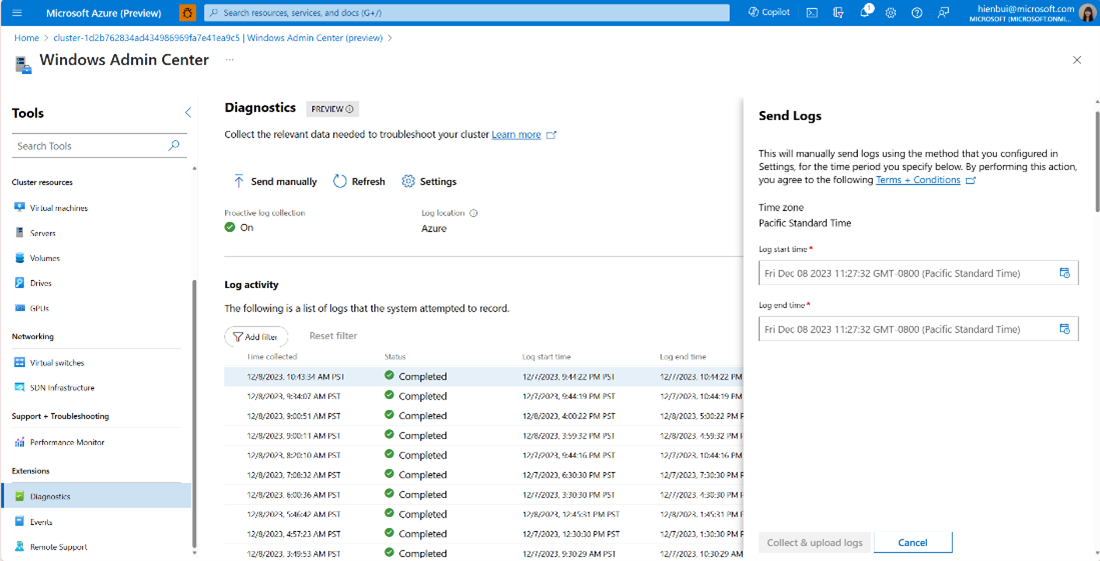 Microsoft Azure (Preview)
Search resources, services, and docs (G+/)
Copilot
1
hienbui@microsoft.com
MICROSOFT (MICROSOFT.ONMI...
Home > cluster-1d2b762834ad434986969fa7e41ea9c5 | Windows Admin Center (preview) >
Windows Admin Center ...
Tools
Search Tools
Cluster resources
Virtual machines
Servers
Volumes
Drives
GPUs
Networking
Virtual switches
SDN Infrastructure
Support + Troubleshooting
Performance Monitor
Extensions
Diagnostics
Events
Remote Support
Diagnostics PREVIEW
Collect the relevant data needed to troubleshoot your cluster Learn more
Send manually Refresh Settings
Proactive log collection Log location
On Azure
Log activity
The following is a list of logs that the system attempted to record.
Add filter Reset filter
Time collected Status Log start time Log end time
12/8/2023, 10:43:34 AM PST Completed 12/7/2023, 9:44:22 PM PST 12/7/2023, 10:44:22 PM
12/8/2023, 9:34:07 AM PST Completed 12/7/2023, 9:44:19 PM PST 12/7/2023, 10:44:19 PM
12/8/2023, 9:00:51 AM PST Completed 12/8/2023, 4:00:22 PM PST 12/8/2023, 5:00:22 PM P
12/8/2023, 9:00:11 AM PST Completed 12/8/2023, 3:59:32 PM PST 12/8/2023, 4:59:32 PM P
12/8/2023, 8:20:10 AM PST Completed 12/7/2023, 9:44:16 PM PST 12/7/2023, 10:44:16 PM
12/8/2023, 7:08:32 AM PST Completed 12/7/2023, 6:30:30 PM PST 12/7/2023, 7:30:30 PM P
12/8/2023, 6:00:36 AM PST Completed 12/7/2023, 3:30:30 PM PST 12/7/2023, 4:30:30 PM P
12/8/2023, 5:46:42 AM PST Completed 12/8/2023, 12:45:31 PM PST 12/8/2023, 1:45:31 PM P
12/8/2023, 4:57:23 AM PST Completed 12/7/2023, 12:30:30 PM PST 12/7/2023, 1:30:30 PM P
12/8/2023, 3:49:53 AM PST Completed 12/7/2023, 9:30:29 AM PST 12/7/2023, 10:30:29 AM
Send Logs
This will manually send logs using the method that you configured in
Settings, for the time period you specify below. By performing this action,
you agree to the following Terms + Conditions
Time zone
Pacific Standard Time
Log start time *
Fri Dec 08 2023 11:27:32 GMT-0800 (Pacific Standard Time)
Log end time *
Fri Dec 08 2023 11:27:32 GMT-0800 (Pacific Standard Time)
Collect & upload logs Cancel